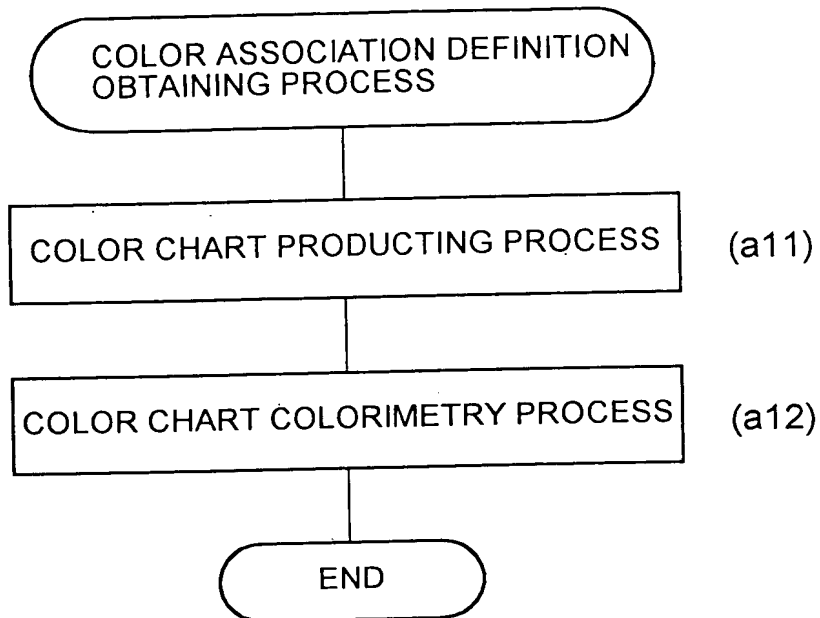 COLOR ASSOCIATION DEFINITION
OBTAINING PROCESS
COLOR CHART PRODUCTING PROCESS (a11)
COLOR CHART COLORIMETRY PROCESS (a12)
END